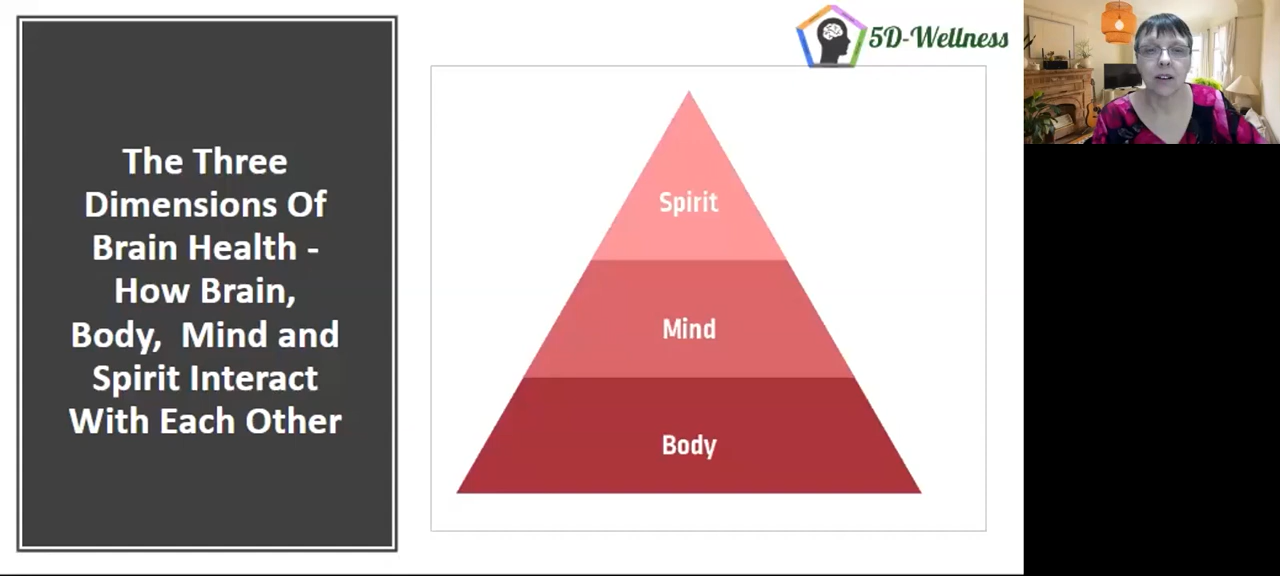 The Three
Dimensions Of
Brain Health -
How Brain,
Body, Mind and
Spirit Interact
With Each Other
5D-Wellness
Spirit
Mind
Body